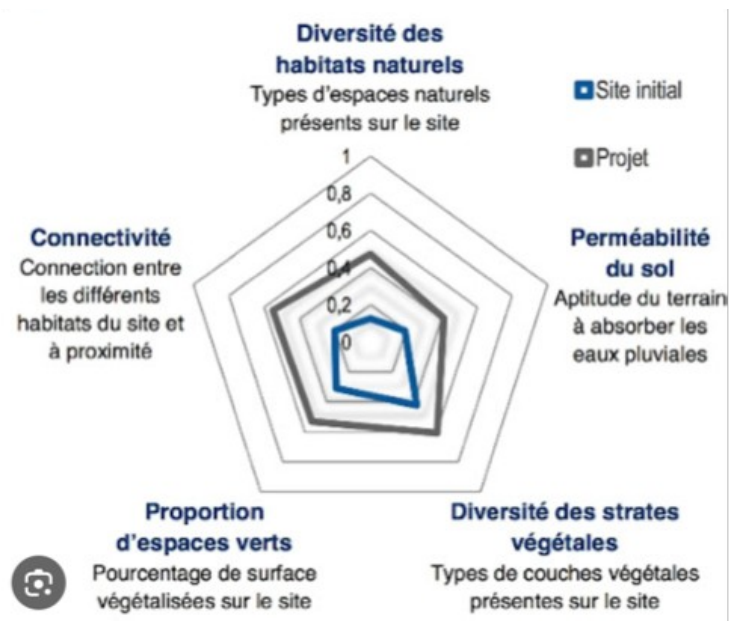 Diversité des
habitats naturels
Types d'espaces naturels
présents sur le site
Site initial
Projet
1
0,8
0,6
0,4
0,2
0
Connectivité
Connection entre
les différents
habitats du site et
à proximité
Perméabilité
du sol
Aptitude du terrain
à absorber les
eaux pluviales
Proportion
d'espaces verts
Pourcentage de surface
végétalisées sur le site
Diversité des strates
végétales
Types de couches végétales
présentes sur le site